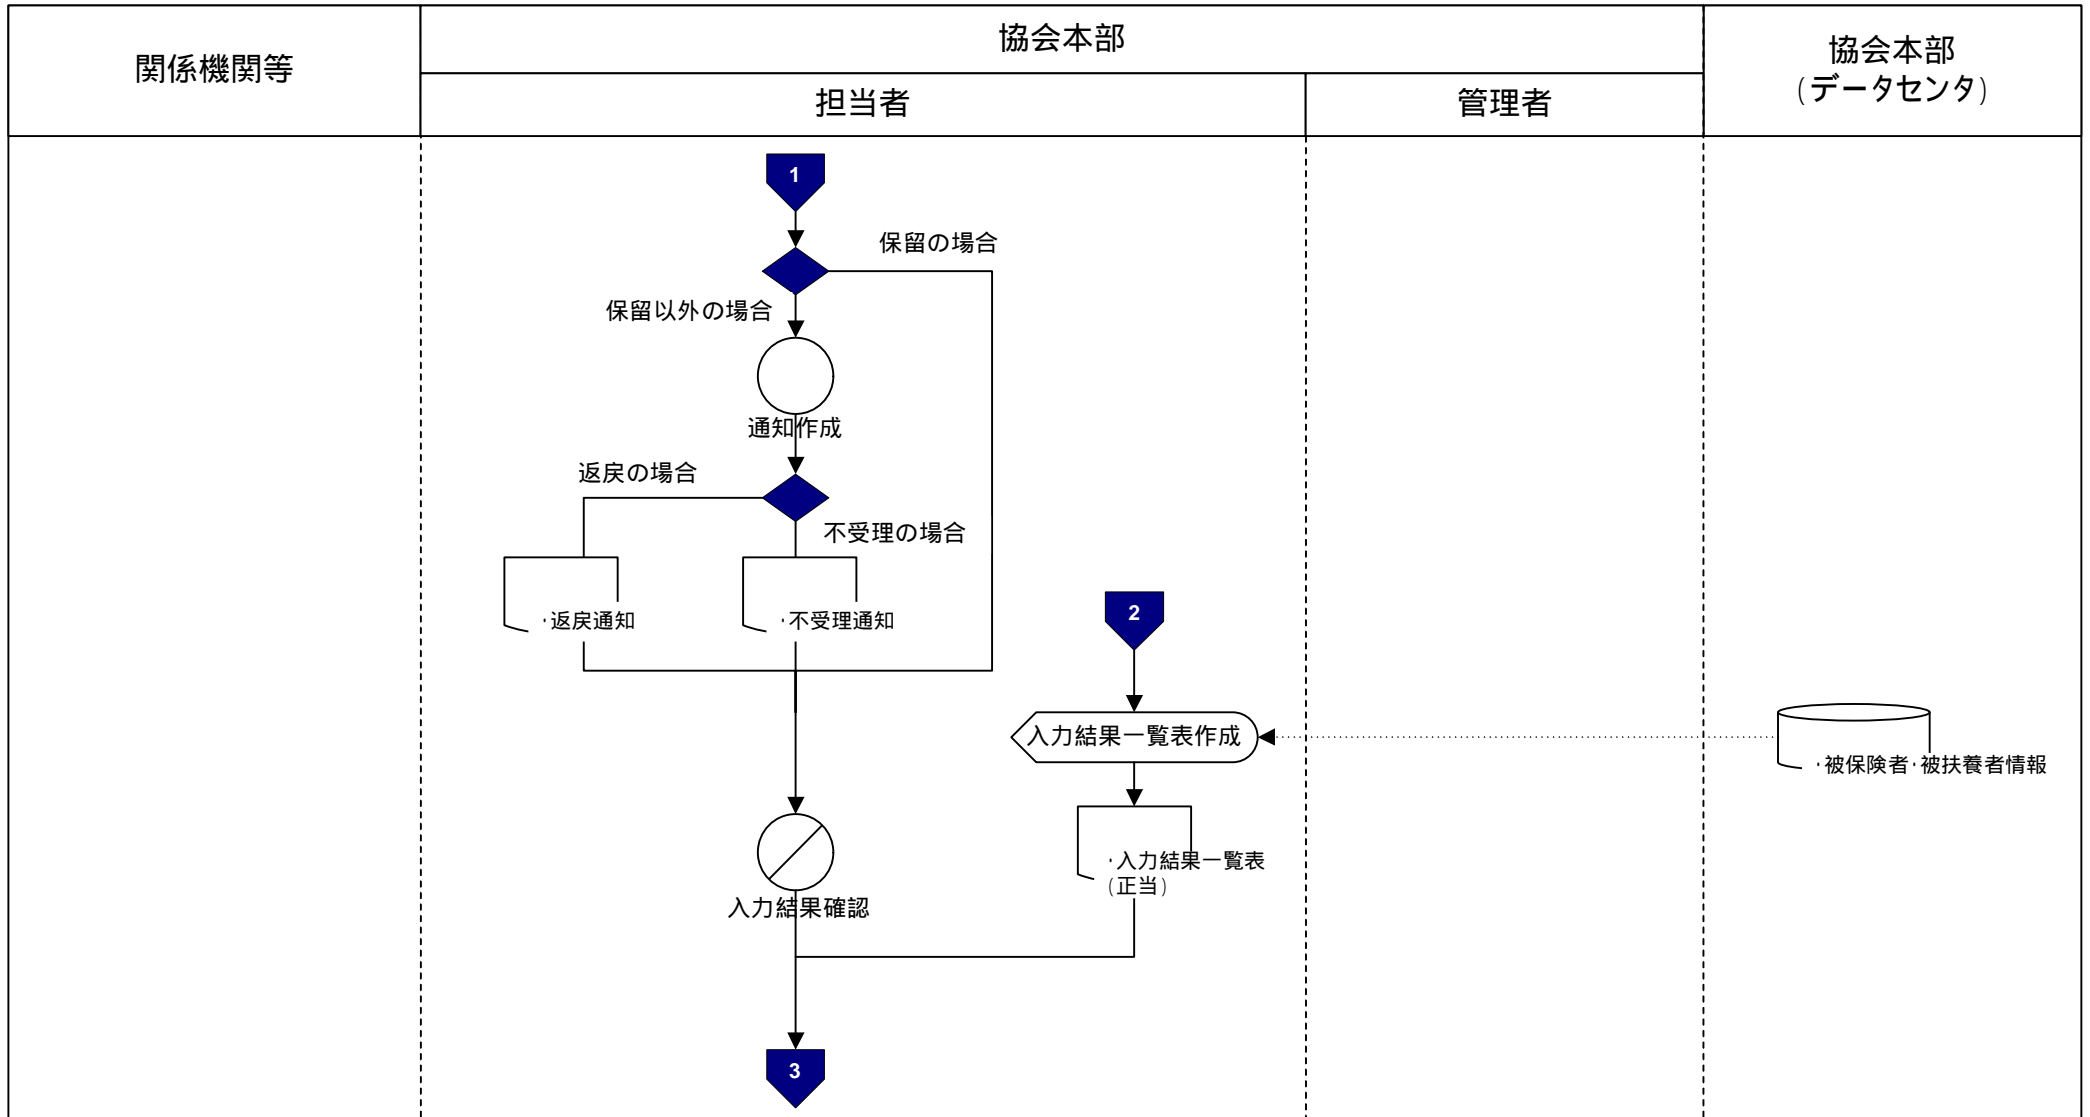 関係機関等
協会本部
担当者
管理者
協会本部
(データセンタ)
1
保留の場合
保留以外の場合
通知作成
返戻の場合
不受理の場合
・返戻通知
・不受理通知
2
入力結果一覧表作成
・被保険者・被扶養者情報
・入力結果一覧表
(正当)
入力結果確認
3